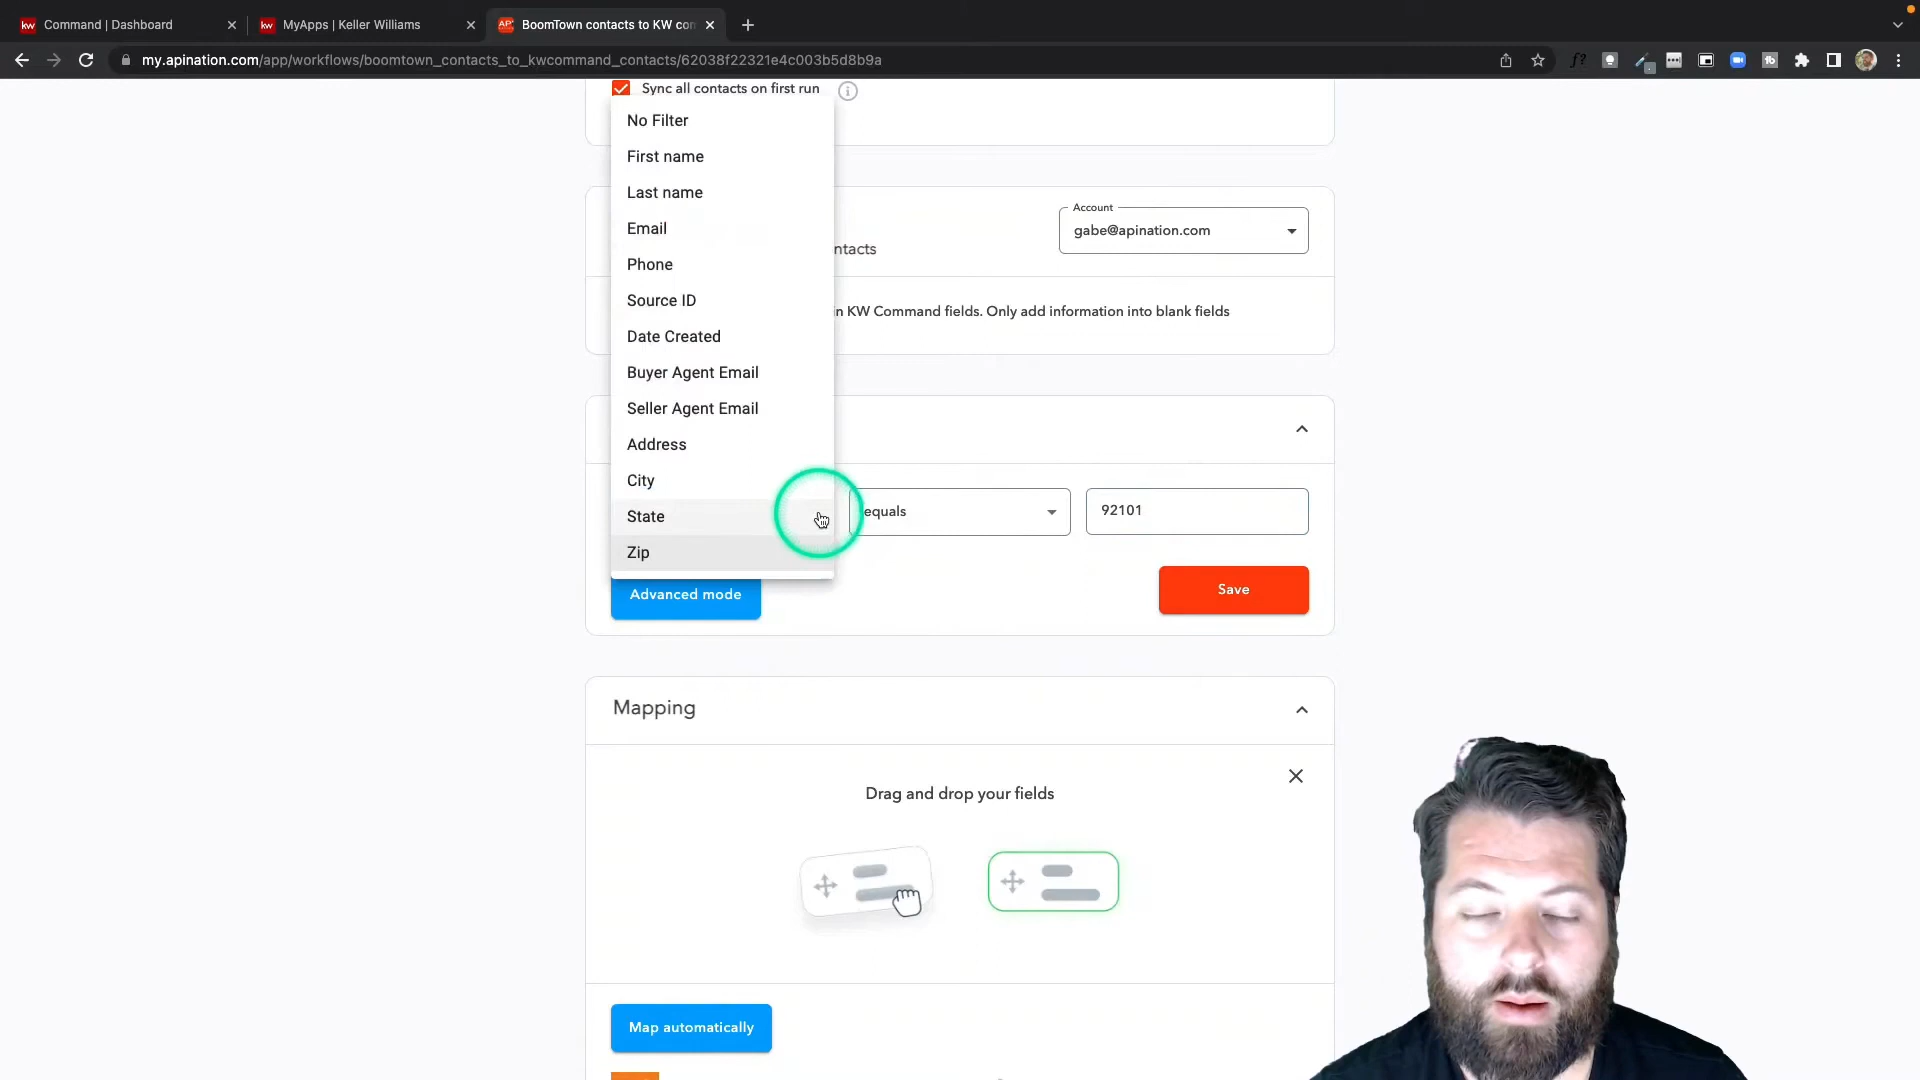 Command | Dashboard
MyApps | Keller Williams
BoomTown contacts to KW con
my.apination.com/app/workflows/boomtown_contacts_to_kwcommand_contacts/62038f22321e4c003b5d8b9a
Sync all contacts on first run
No Filter
First name
Last name
Email
Phone
Source ID
Date Created
Buyer Agent Email
Seller Agent Email
Address
City
State
Zip
Account
gabe@apination.com
ntacts
in KW Command fields. Only add information into blank fields
equals
92101
Advanced mode
Save
Mapping
Drag and drop your fields
Map automatically